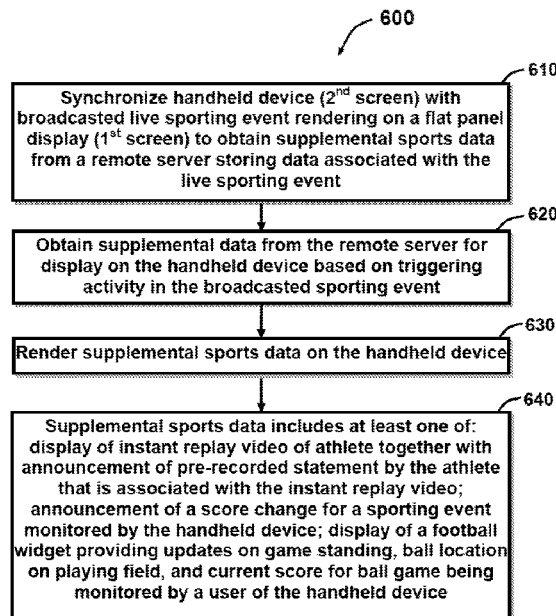 600
610
Synchronize handheld device (2nd screen) with
broadcasted live sporting event rendering on a flat panel
display (1st screen) to obtain supplemental sports data
from a remote server storing data associated with the
live sporting event
620
Obtain supplemental data from the remote server for
display on the handheld device based on triggering
activity in the broadcasted sporting event
630
Render supplemental sports data on the handheld device
640
Supplemental sports data includes at least one of:
display of instant replay video of athlete together with
announcement of pre-recorded statement by the athlete
that is associated with the instant replay video;
announcement of a score change for a sporting event
monitored by the handheld device; display of a football
widget providing updates on game standing, ball location
on playing field, and current score for ball game being
monitored by a user of the handheld device